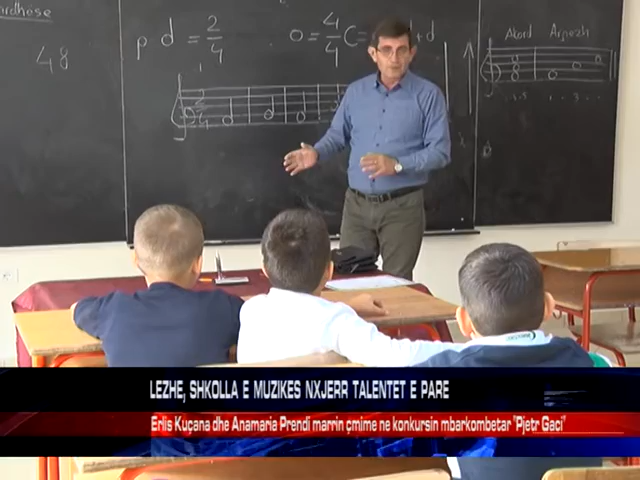 ardhëse
48
p d = 2/4
o = 4/4 C = d + d
Akord Arpezh
LEZHE, SHKOLLA E MUZIKES NXJERR TALENTET E PARE
Erlis Kuçana dhe Anamaria Prendi marrin çmime ne konkursin mbarkombetar "Pjetr Gaci"